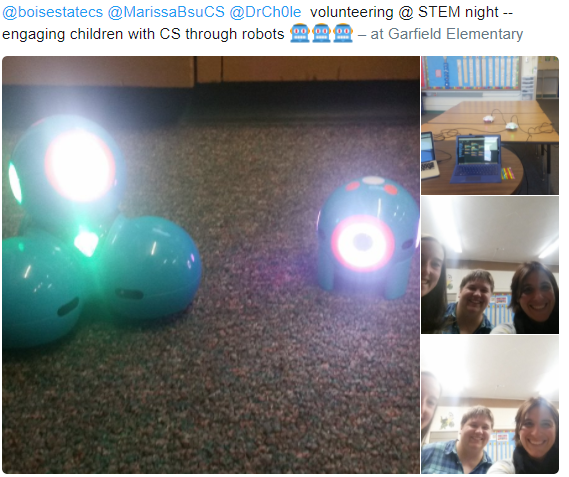 @boisestatecs @MarissaBsuCS @DrCh0le volunteering @ STEM night --
engaging children with CS through robots 🤖🤖🤖 – at Garfield Elementary